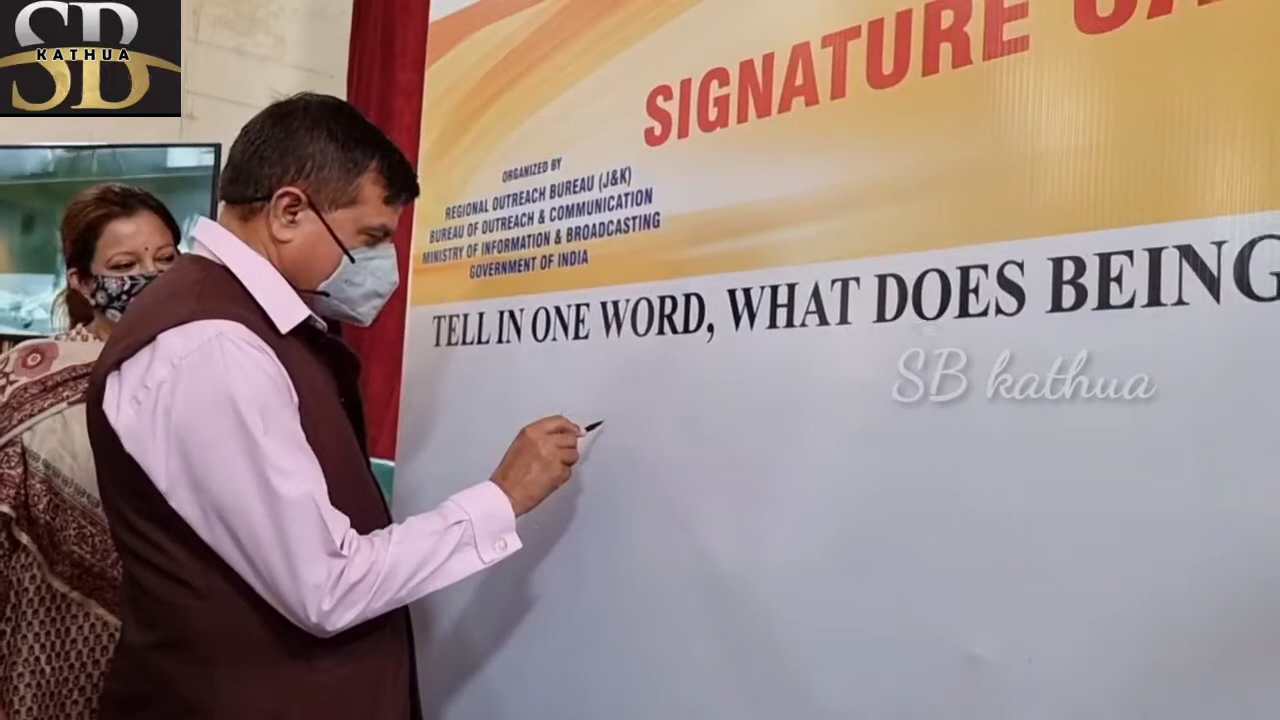 SB
KATHUA
SIGNATURE
ORGANIZED BY
REGIONAL OUTREACH BUREAU (J&K)
BUREAU OF OUTREACH & COMMUNICATION
MINISTRY OF INFORMATION & BROADCASTING
GOVERNMENT OF INDIA
TELL IN ONE WORD, WHAT DOES BEING
SB kathua